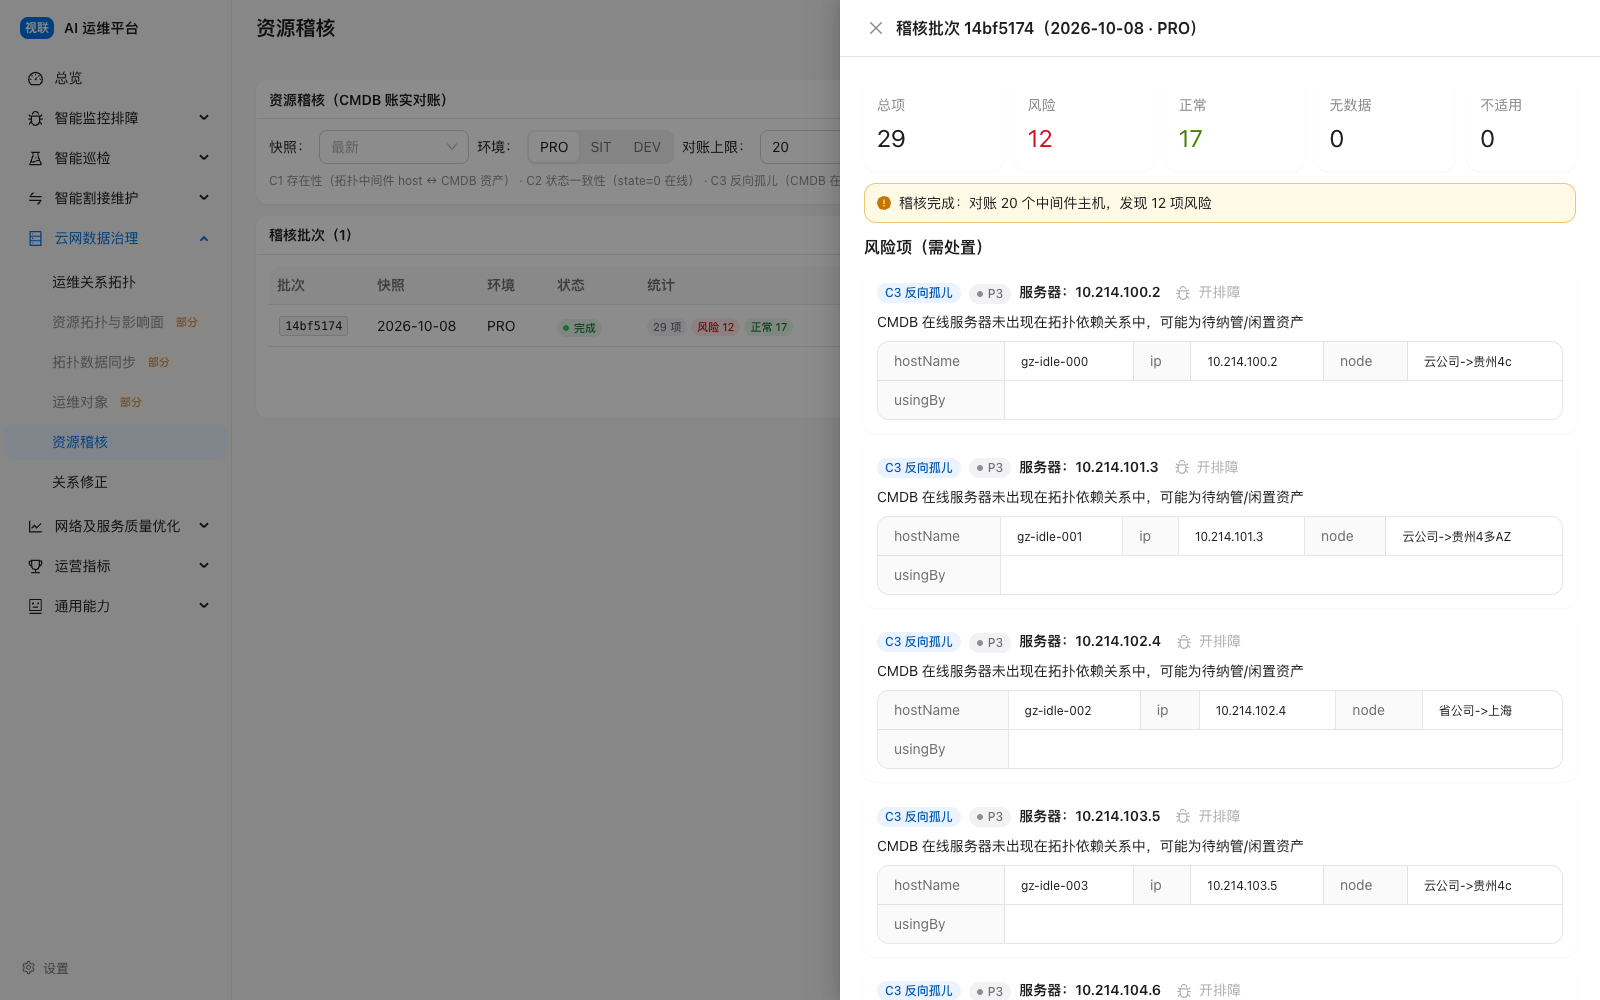 视联 AI 运维平台
总览
智能监控排障
智能巡检
智能割接维护
云网数据治理
运维关系拓扑
资源拓扑与影响面 部分
拓扑数据同步 部分
运维对象 部分
资源稽核
关系修正
网络及服务质量优化
运营指标
通用能力
设置
资源稽核
资源稽核（CMDB 账实对账）
快照： 最新 环境： PRO SIT DEV 对账上限： 20
C1 存在性（拓扑中间件 host ↔ CMDB 资产） · C2 状态一致性（state=0 在线） · C3 反向孤儿（CMDB 在
稽核批次（1）
批次 快照 环境 状态 统计
14bf5174 2026-10-08 PRO 完成 29 项 风险 12 正常 17
稽核批次 14bf5174（2026-10-08 · PRO）
总项 风险 正常 无数据 不适用
29 12 17 0 0
稽核完成：对账 20 个中间件主机，发现 12 项风险
风险项（需处置）
C3 反向孤儿 P3 服务器：10.214.100.2 开排障
CMDB 在线服务器未出现在拓扑依赖关系中，可能为待纳管/闲置资产
hostName gz-idle-000 ip 10.214.100.2 node 云公司->贵州4c
usingBy
C3 反向孤儿 P3 服务器：10.214.101.3 开排障
CMDB 在线服务器未出现在拓扑依赖关系中，可能为待纳管/闲置资产
hostName gz-idle-001 ip 10.214.101.3 node 云公司->贵州4多AZ
usingBy
C3 反向孤儿 P3 服务器：10.214.102.4 开排障
CMDB 在线服务器未出现在拓扑依赖关系中，可能为待纳管/闲置资产
hostName gz-idle-002 ip 10.214.102.4 node 省公司->上海
usingBy
C3 反向孤儿 P3 服务器：10.214.103.5 开排障
CMDB 在线服务器未出现在拓扑依赖关系中，可能为待纳管/闲置资产
hostName gz-idle-003 ip 10.214.103.5 node 云公司->贵州4c
usingBy
C3 反向孤儿 P3 服务器：10.214.104.6 开排障